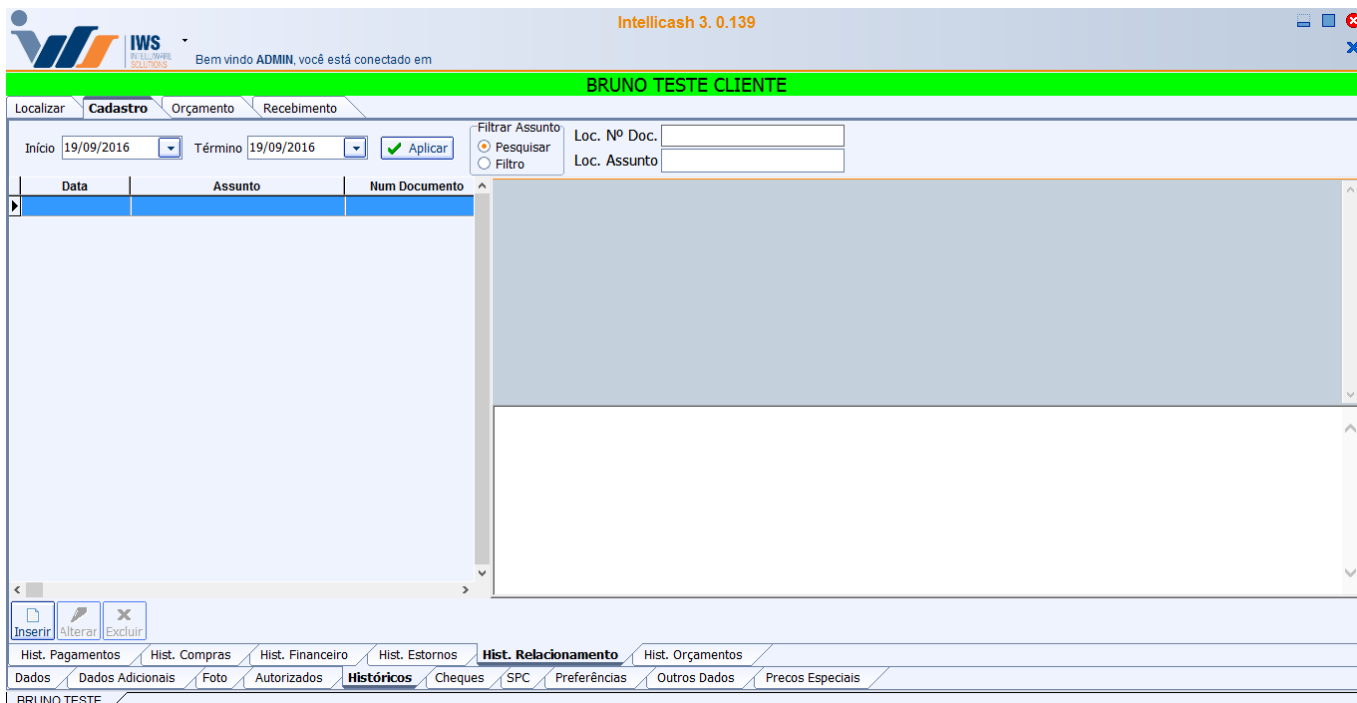 Intellicash 3. 0.139
IWS
INTELLIWARE
SOLUTIONS
Bem vindo ADMIN, você está conectado em
BRUNO TESTE CLIENTE
Localizar Cadastro Orçamento Recebimento
Início 19/09/2016 Término 19/09/2016 Aplicar
Filtrar Assunto
Pesquisar
Filtro
Loc. Nº Doc.
Loc. Assunto
Data Assunto Num Documento
Inserir Alterar Excluir
Hist. Pagamentos Hist. Compras Hist. Financeiro Hist. Estornos Hist. Relacionamento Hist. Orçamentos
Dados Dados Adicionais Foto Autorizados Históricos Cheques SPC Preferências Outros Dados Precos Especiais
BRUNO TESTE